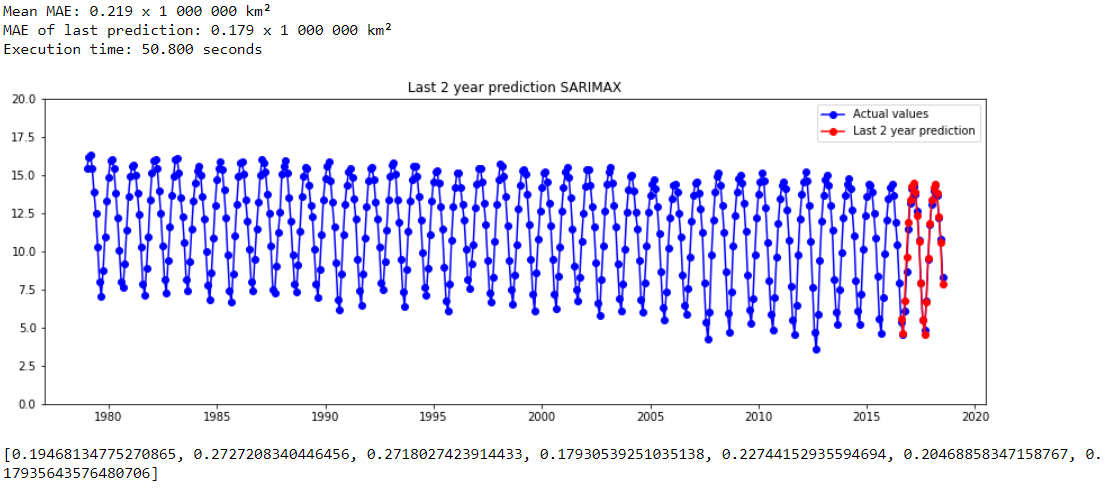 Mean MAE: 0.219 x 1 000 000 km²
MAE of last prediction: 0.179 x 1 000 000 km²
Execution time: 50.800 seconds
Last 2 year prediction SARIMAX
20.0
17.5
15.0
12.5
10.0
7.5
5.0
2.5
0.0
Actual values
Last 2 year prediction
1980 1985 1990 1995 2000 2005 2010 2015 2020
[0.19468134775270865, 0.2727208340446456, 0.2718027423914433, 0.17930539251035138, 0.22744152935594694, 0.20468858347158767, 0.
17935643576480706]